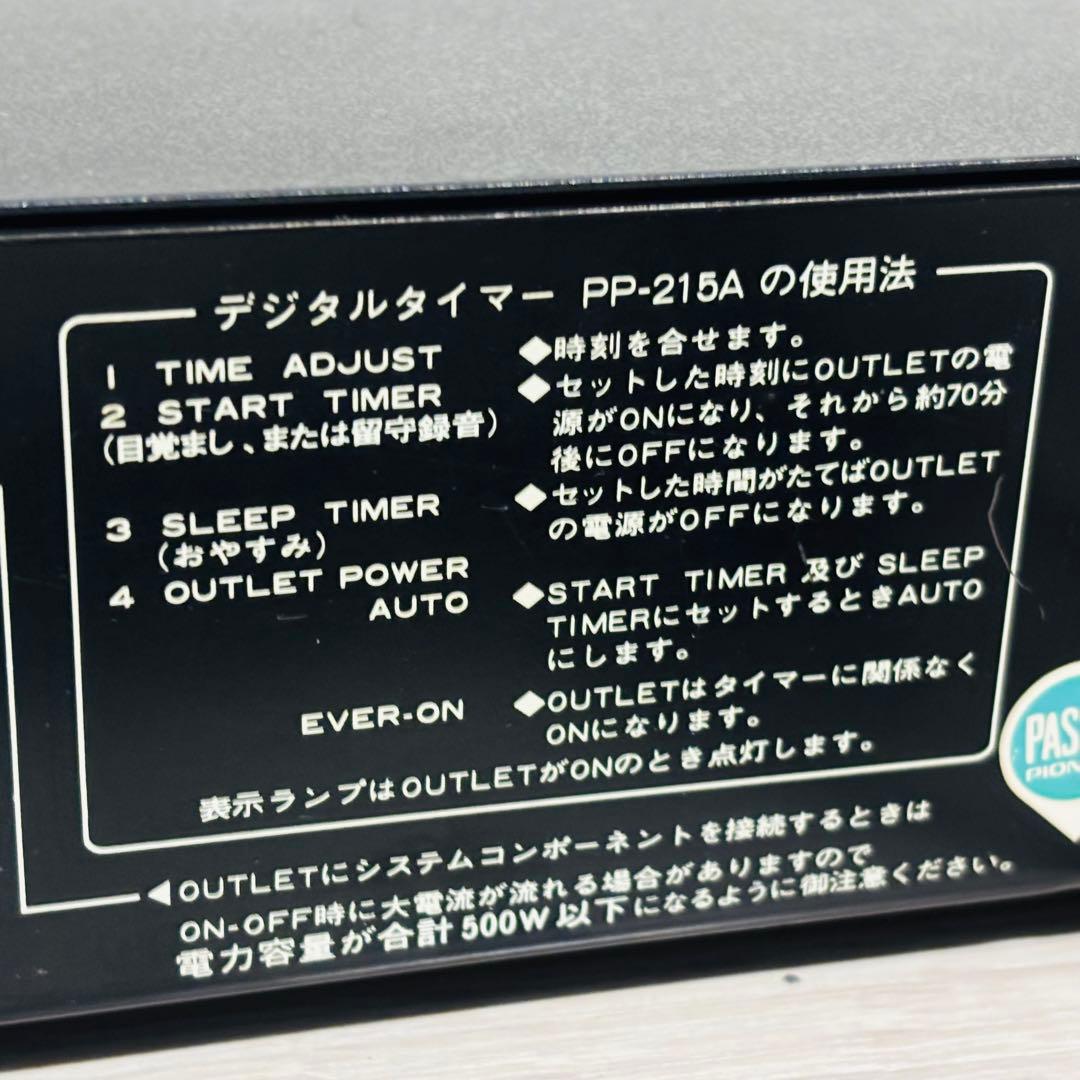 デジタルタイマー PP-215A の使用法
1 TIME ADJUST ◆時刻を合せます。
2 START TIMER ◆セットした時刻にOUTLETの電
(目覚まし、または留守録音) 源がONになり、それから約70分
後にOFFになります。
3 SLEEP TIMER ◆セットした時間がたてばOUTLET
(おやすみ) の電源がOFFになります。
4 OUTLET POWER
AUTO ◆START TIMER 及び SLEEP
TIMERにセットするときAUTO
にします。
EVER-ON ◆OUTLETはタイマーに関係なく
ONになります。
表示ランプはOUTLETがONのとき点灯します。
◀OUTLETにシステムコンポーネントを接続するときは
ON-OFF時に大電流が流れる場合がありますので
電力容量が合計500W以下になるように御注意ください。
PAS
PION